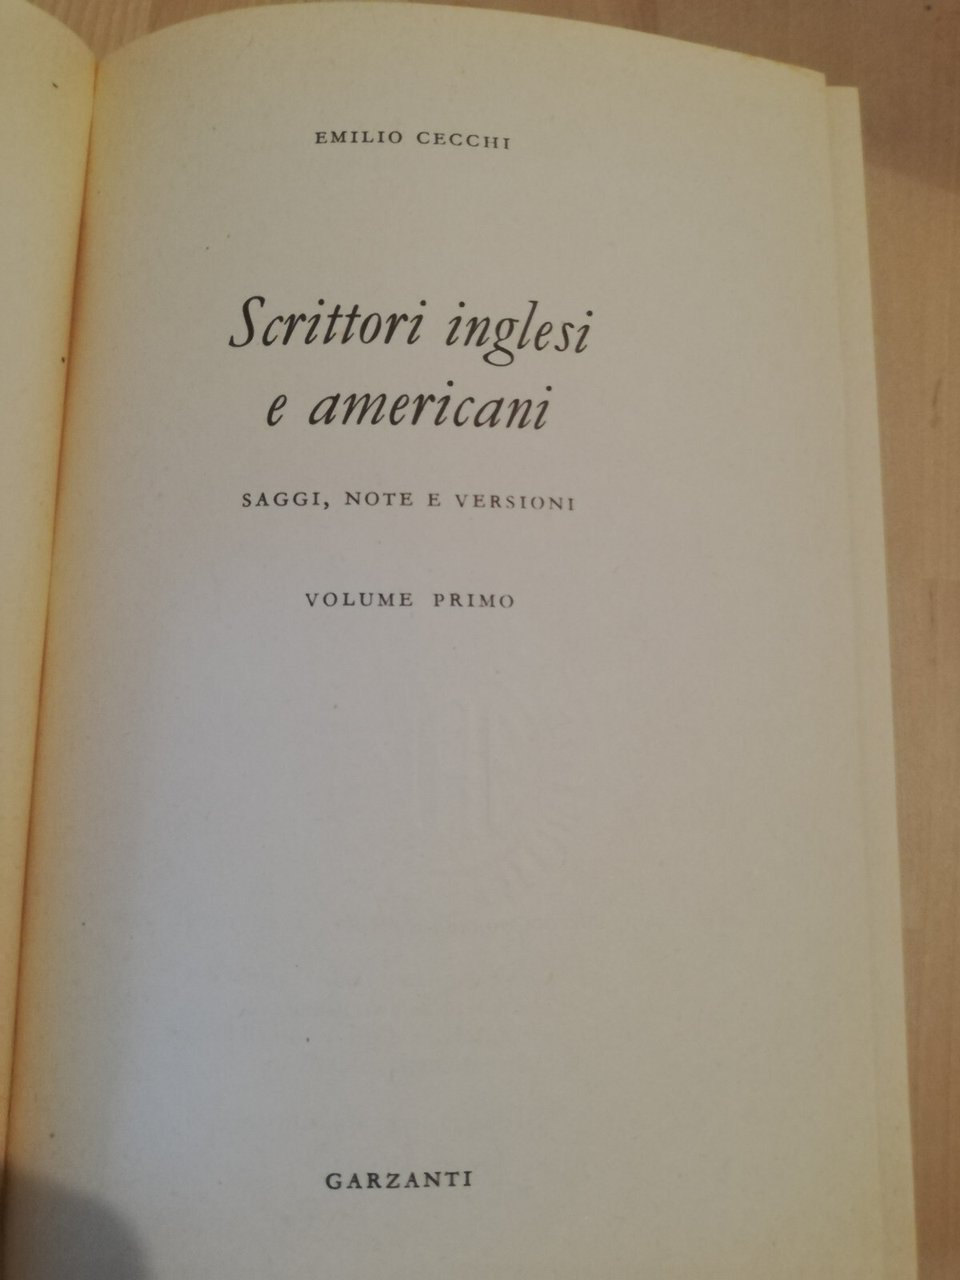 EMILIO CECCHI
Scrittori inglesi
e americani
SAGGI, NOTE E VERSIONI
VOLUME PRIMO
GARZANTI